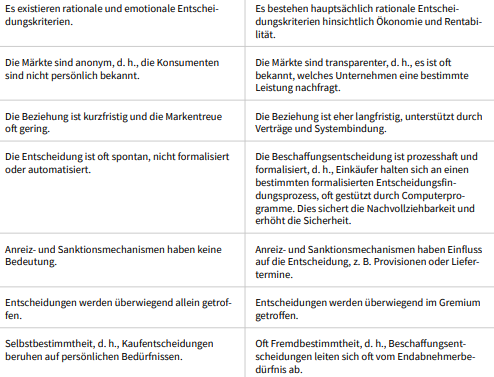 Es existieren rationale und emotionale Entschei-
dungskriterien.
Es bestehen hauptsächlich rationale Entschei-
dungskriterien hinsichtlich Ökonomie und Rentabi-
lität.
Die Märkte sind anonym, d. h., die Konsumenten
sind nicht persönlich bekannt.
Die Märkte sind transparenter, d. h., es ist oft
bekannt, welches Unternehmen eine bestimmte
Leistung nachfragt.
Die Beziehung ist kurzfristig und die Markentreue
oft gering.
Die Beziehung ist eher langfristig, unterstützt durch
Verträge und Systembindung.
Die Entscheidung ist oft spontan, nicht formalisiert
oder automatisiert.
Die Beschaffungsentscheidung ist prozesshaft und
formalisiert, d. h., Einkäufer halten sich an einen
bestimmten formalisierten Entscheidungsfin-
dungsprozess, oft gestützt durch Computerpro-
gramme. Dies sichert die Nachvollziehbarkeit und
erhöht die Sicherheit.
Anreiz- und Sanktionsmechanismen haben keine
Bedeutung.
Anreiz- und Sanktionsmechanismen haben Einfluss
auf die Entscheidung, z. B. Provisionen oder Liefer-
termine.
Entscheidungen werden überwiegend allein getrof-
fen.
Entscheidungen werden überwiegend im Gremium
getroffen.
Selbstbestimmtheit, d. h., Kaufentscheidungen
beruhen auf persönlichen Bedürfnissen.
Oft Fremdbestimmtheit, d. h., Beschaffungsent-
scheidungen leiten sich oft vom Endabnehmerbe-
dürfnis ab.